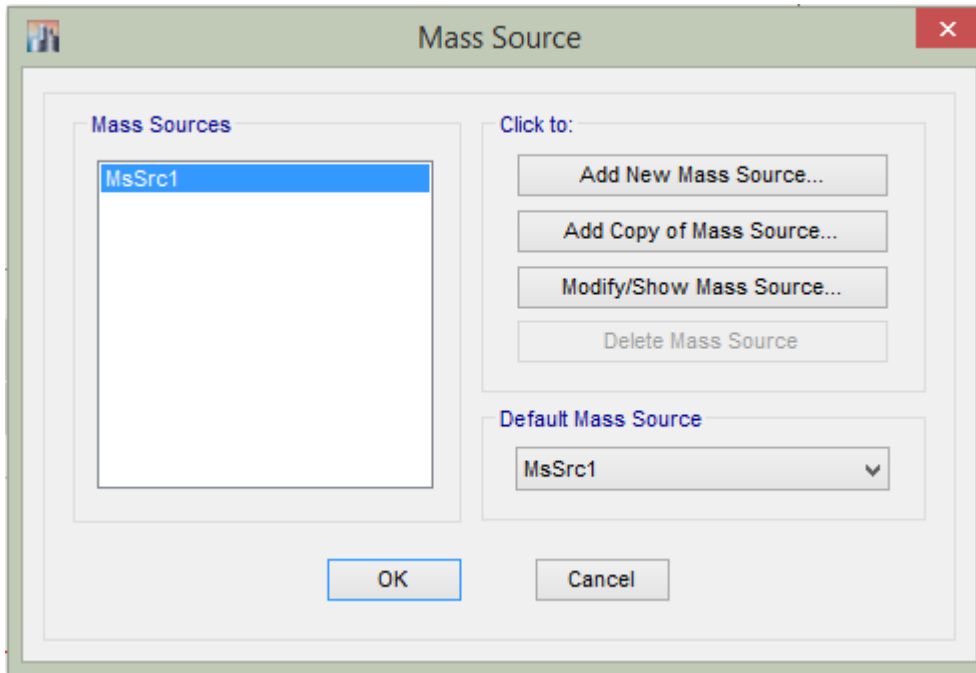 Mass Source
Mass Sources
MsSrc1
Click to:
Add New Mass Source...
Add Copy of Mass Source...
Modify/Show Mass Source...
Delete Mass Source
Default Mass Source
MsSrc1
OK
Cancel